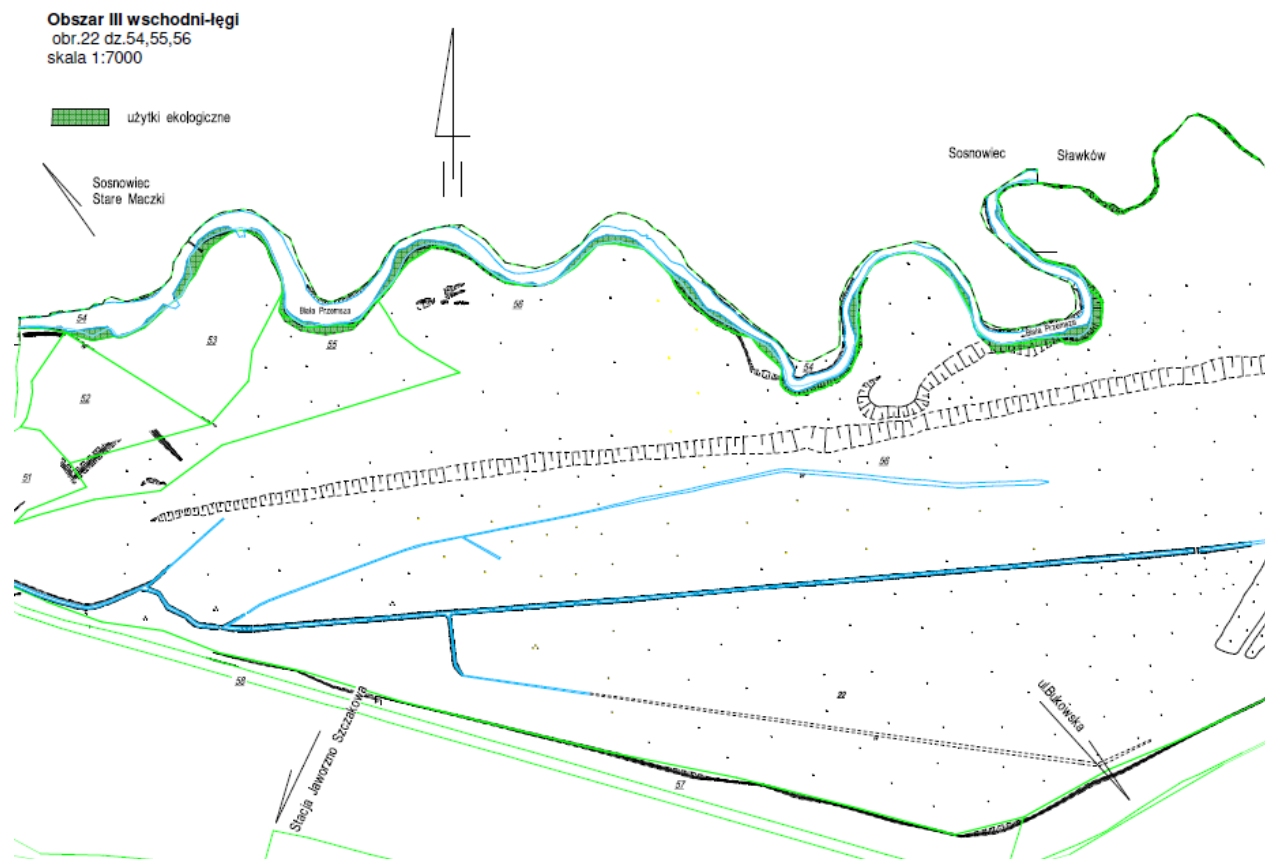 Obszar III wschodni-łęgi
obr.22 dz.54,55,56
skala 1:7000
użytki ekologiczne
Sosnowiec
Stare Maczki
Sosnowiec
Sławków
54
53
Biała Przemsza
55
56
Biała Przemsza
54
52
51
56
59
22
57
Stacja Jaworzno Szczakowa
ul.Bukowska